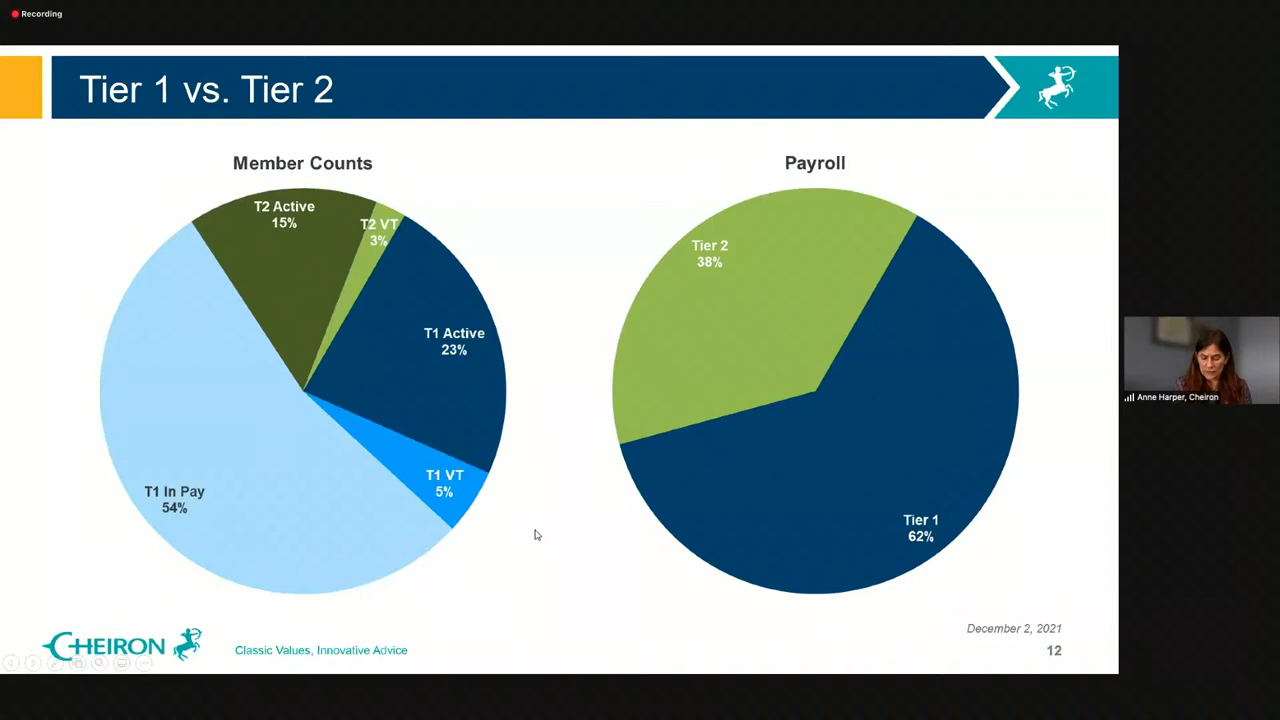 Recording
Tier 1 vs. Tier 2
Member Counts
T2 Active
15%
T2 VT
3%
T1 Active
23%
T1 VT
5%
T1 In Pay
54%
Payroll
Tier 2
38%
Tier 1
62%
Anne Harper, Cheiron
December 2, 2021
CHEIRON
Classic Values, Innovative Advice
12